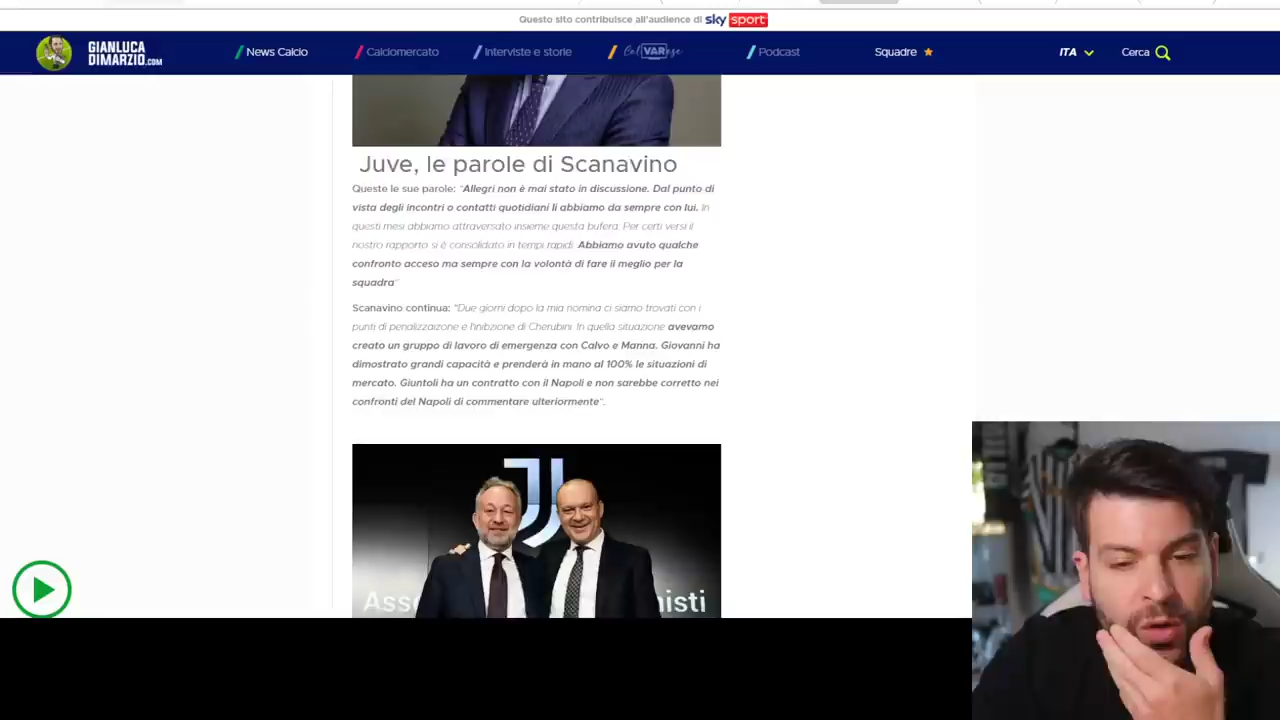 Questo sito contribuisce all'audience di sky sport
GIANLUCA
DIMARZIO.COM
News Calcio
Calciomercato
Interviste e storie
CalVARese
Podcast
Squadre
ITA
Cerca
Juve, le parole di Scanavino
Queste le sue parole: "Allegri non è mai stato in discussione. Dal punto di
vista degli incontri o contatti quotidiani li abbiamo da sempre con lui. In
questi mesi abbiamo attraversato insieme questa bufera. Per certi versi il
nostro rapporto si è consolidato in tempi rapidi. Abbiamo avuto qualche
confronto acceso ma sempre con la volontà di fare il meglio per la
squadra"
Scanavino continua: "Due giorni dopo la mia nomina ci siamo trovati con i
punti di penalizzaizone e l'inibzione di Cherubini. In quella situazione avevamo
creato un gruppo di lavoro di emergenza con Calvo e Manna. Giovanni ha
dimostrato grandi capacità e prenderà in mano al 100% le situazioni di
mercato. Giuntoli ha un contratto con il Napoli e non sarebbe corretto nei
confronti del Napoli di commentare ulteriormente".
Ass
nisti